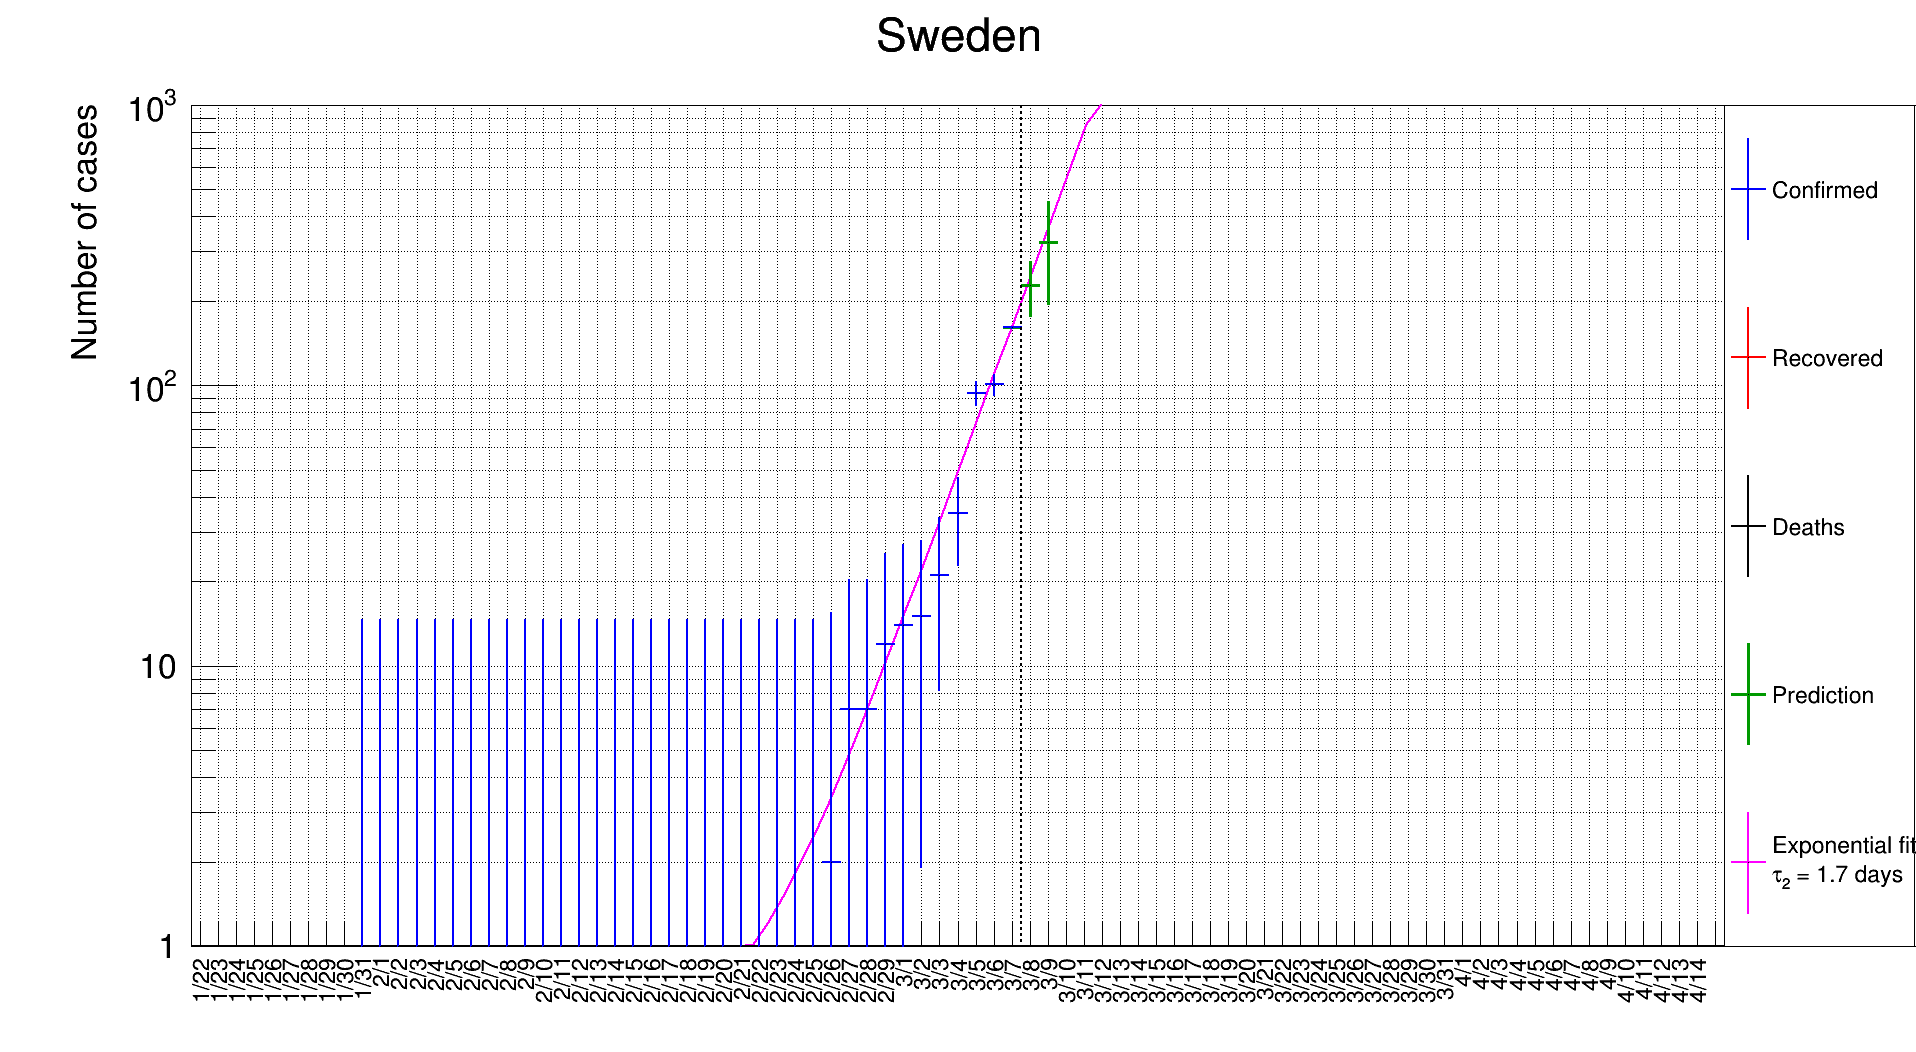 Sweden
Number of cases
10³
10²
10
1
1/22 1/23 1/24 1/25 1/26 1/27 1/28 1/29 1/30 1/31 2/1 2/2 2/3 2/4 2/5 2/6 2/7 2/8 2/9 2/10 2/11 2/12 2/13 2/14 2/15 2/16 2/17 2/18 2/19 2/20 2/21 2/22 2/23 2/24 2/25 2/26 2/27 2/28 2/29 3/1 3/2 3/3 3/4 3/5 3/6 3/7 3/8 3/9 3/10 3/11 3/12 3/13 3/14 3/15 3/16 3/17 3/18 3/19 3/20 3/21 3/22 3/23 3/24 3/25 3/26 3/27 3/28 3/29 3/30 3/31 4/1 4/2 4/3 4/4 4/5 4/6 4/7 4/8 4/9 4/10 4/11 4/12 4/13 4/14
Confirmed
Recovered
Deaths
Prediction
Exponential fit
τ₂ = 1.7 days